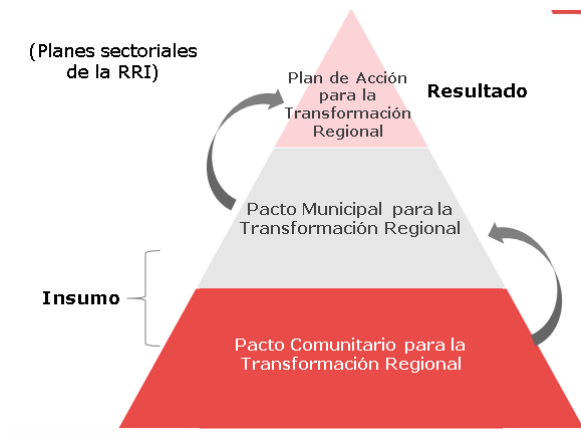 (Planes sectoriales
de la RRI)
Plan de Acción
para la
Transformación
Regional
Resultado
Pacto Municipal para la
Transformación Regional
Insumo
Pacto Comunitario para la
Transformación Regional